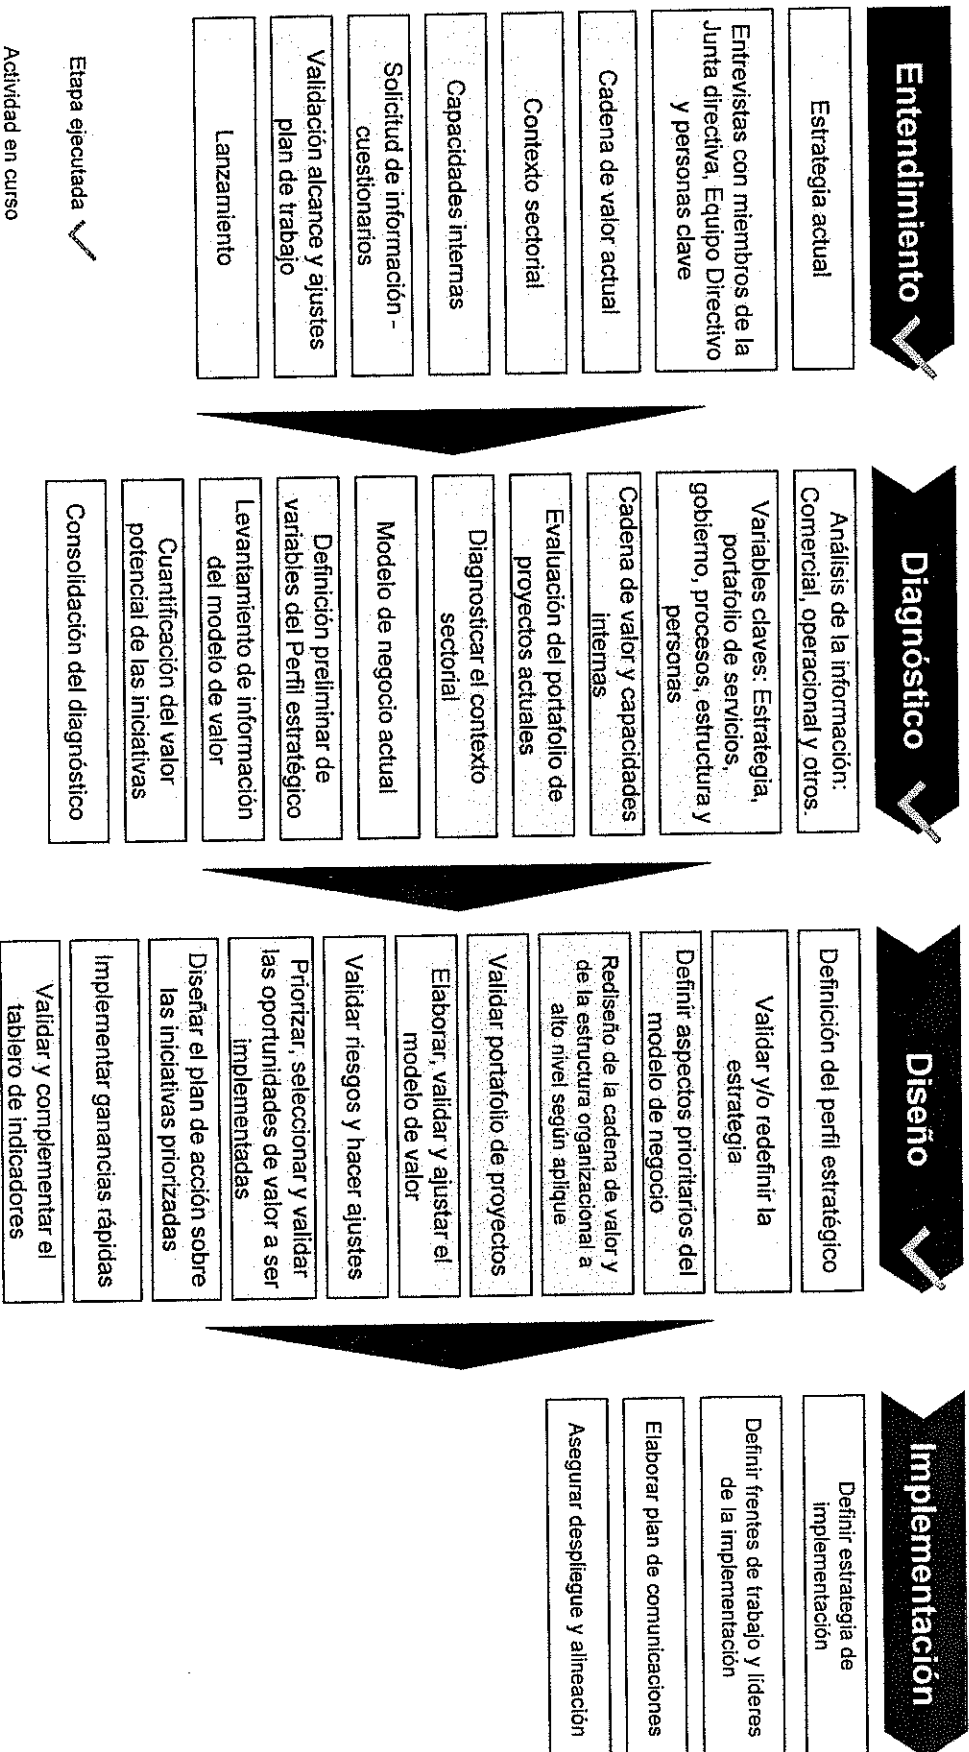 Entendimiento
Estrategia actual
Entrevistas con miembros de la
Junta directiva, Equipo Directivo
y personas clave
Cadena de valor actual
Contexto sectorial
Capacidades internas
Solicitud de información -
cuestionarios
Validación alcance y ajustes
plan de trabajo
Lanzamiento
Etapa ejecutada
Actividad en curso
Diagnóstico
Análisis de la información:
Comercial, operacional y otros.
Variables claves: Estrategia,
portafolio de servicios,
gobierno, procesos, estructura y
personas
Cadena de valor y capacidades
internas
Evaluación del portafolio de
proyectos actuales
Diagnosticar el contexto
sectorial
Modelo de negocio actual
Definición preliminar de
variables del Perfil estratégico
Levantamiento de información
del modelo de valor
Cuantificación del valor
potencial de las iniciativas
Consolidación del diagnóstico
Diseño
Definición del perfil estratégico
Validar y/o redefinir la
estrategia
Definir aspectos prioritarios del
modelo de negocio
Rediseño de la cadena de valor y
de la estructura organizacional a
alto nivel según aplique
Validar portafolio de proyectos
Elaborar, validar y ajustar el
modelo de valor
Validar riesgos y hacer ajustes
Priorizar, seleccionar y validar
las oportunidades de valor a ser
implementadas
Diseñar el plan de acción sobre
las iniciativas priorizadas
Implementar ganancias rápidas
Validar y complementar el
tablero de indicadores
Implementación
Definir estrategia de
implementación
Definir frentes de trabajo y líderes
de la implementación
Elaborar plan de comunicaciones
Asegurar despliegue y alineación